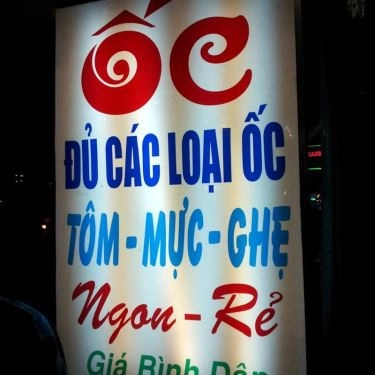 ỐC
ĐỦ CÁC LOẠI ỐC
TÔM - MỰC - GHẸ
Ngon - Rẻ
Giá Bình Dân